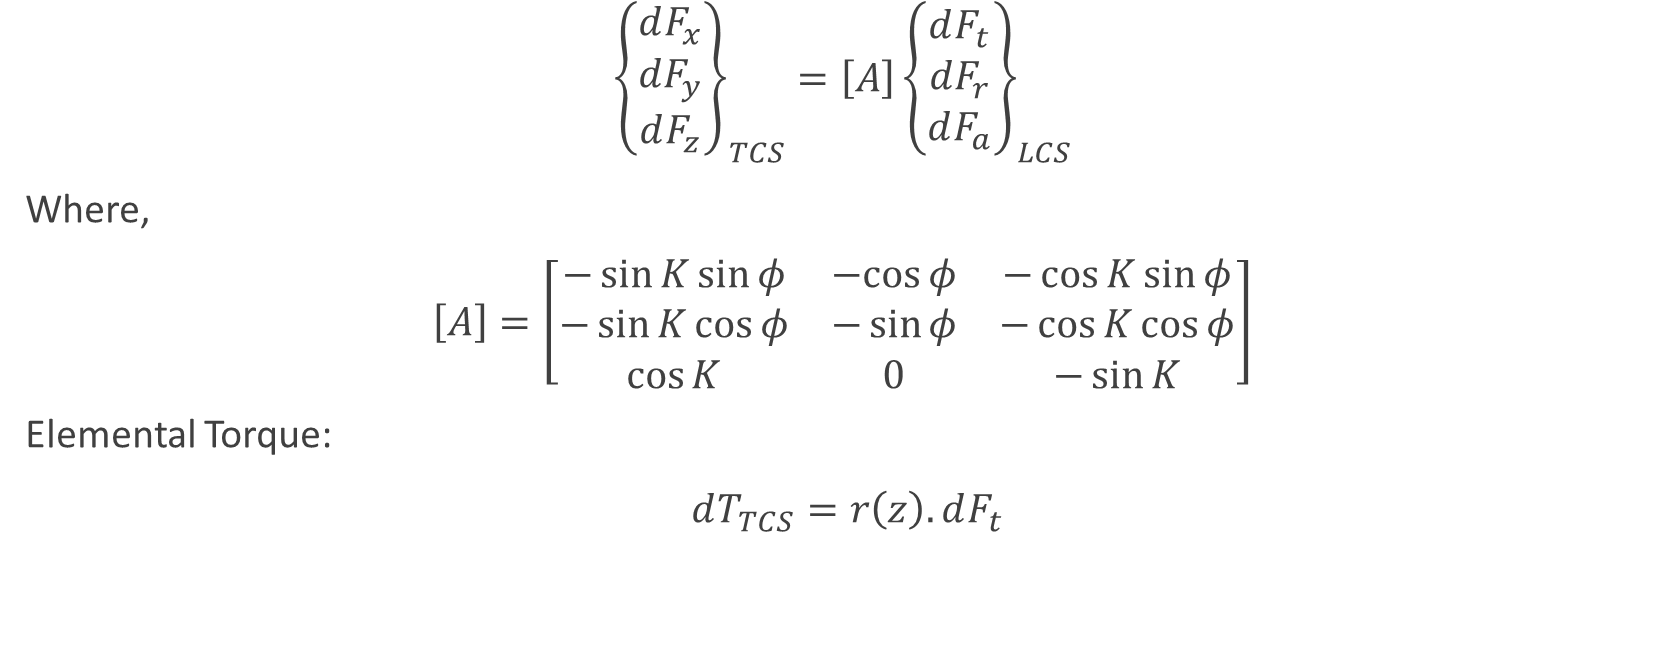 {dF_x dF_y dF_z}_TCS = [A] {dF_t dF_r dF_a}_LCS
Where,
[A] = [− sin K sin ϕ −cos ϕ − cos K sin ϕ
− sin K cos ϕ − sin ϕ − cos K cos ϕ
cos K 0 − sin K]
Elemental Torque:
dT_TCS = r(z). dF_t